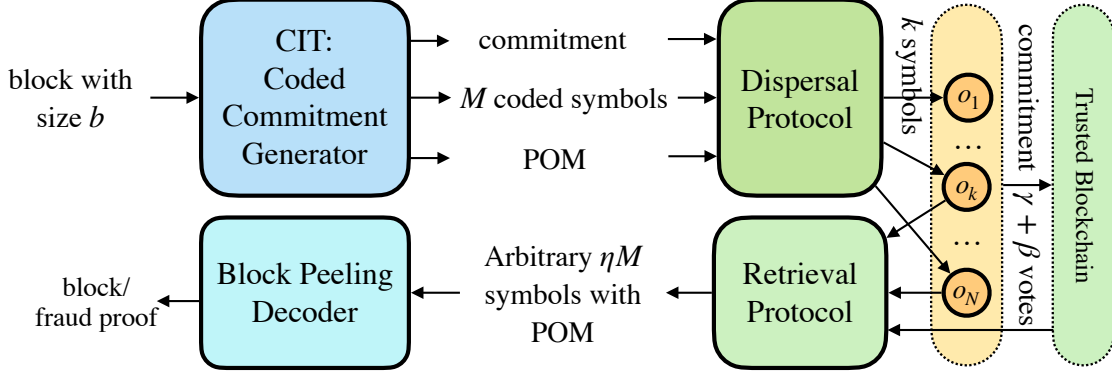 block with
size b
CIT:
Coded
Commitment
Generator
commitment
M coded symbols
POM
Dispersal
Protocol
k symbols
o₁
...
oₖ
...
o_N
commitment
γ + β votes
Trusted Blockchain
block/
fraud proof
Block Peeling
Decoder
Arbitrary ηM
symbols with
POM
Retrieval
Protocol